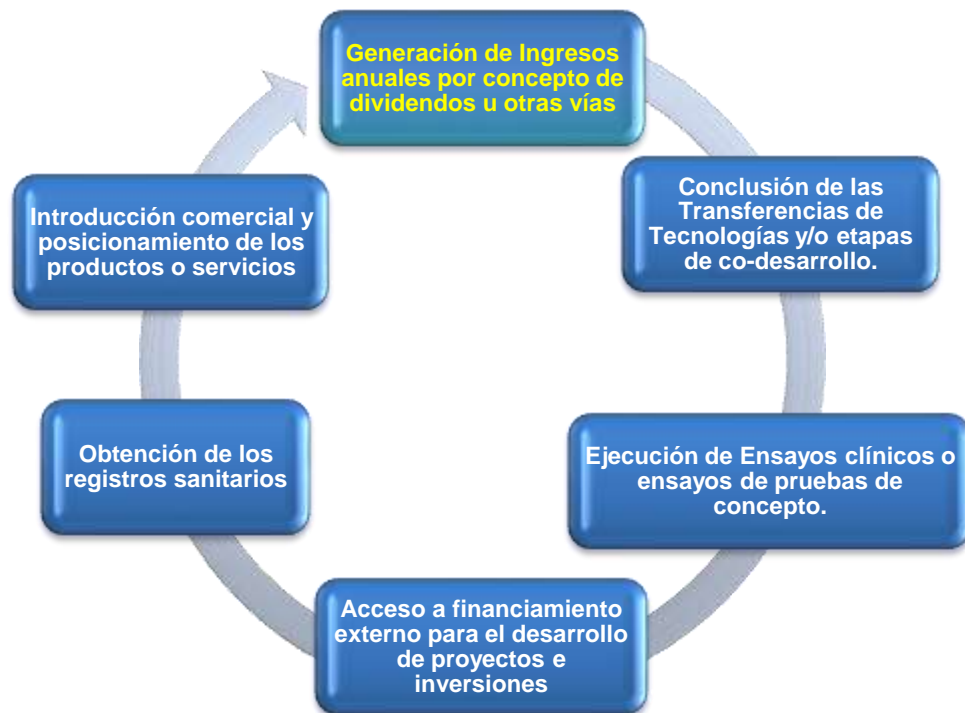 Generación de Ingresos
anuales por concepto de
dividendos u otras vías
Conclusión de las
Transferencias de
Tecnologías y/o etapas
de co-desarrollo.
Ejecución de Ensayos clínicos o
ensayos de pruebas de
concepto.
Acceso a financiamiento
externo para el desarrollo
de proyectos e
inversiones
Obtención de los
registros sanitarios
Introducción comercial y
posicionamiento de los
productos o servicios